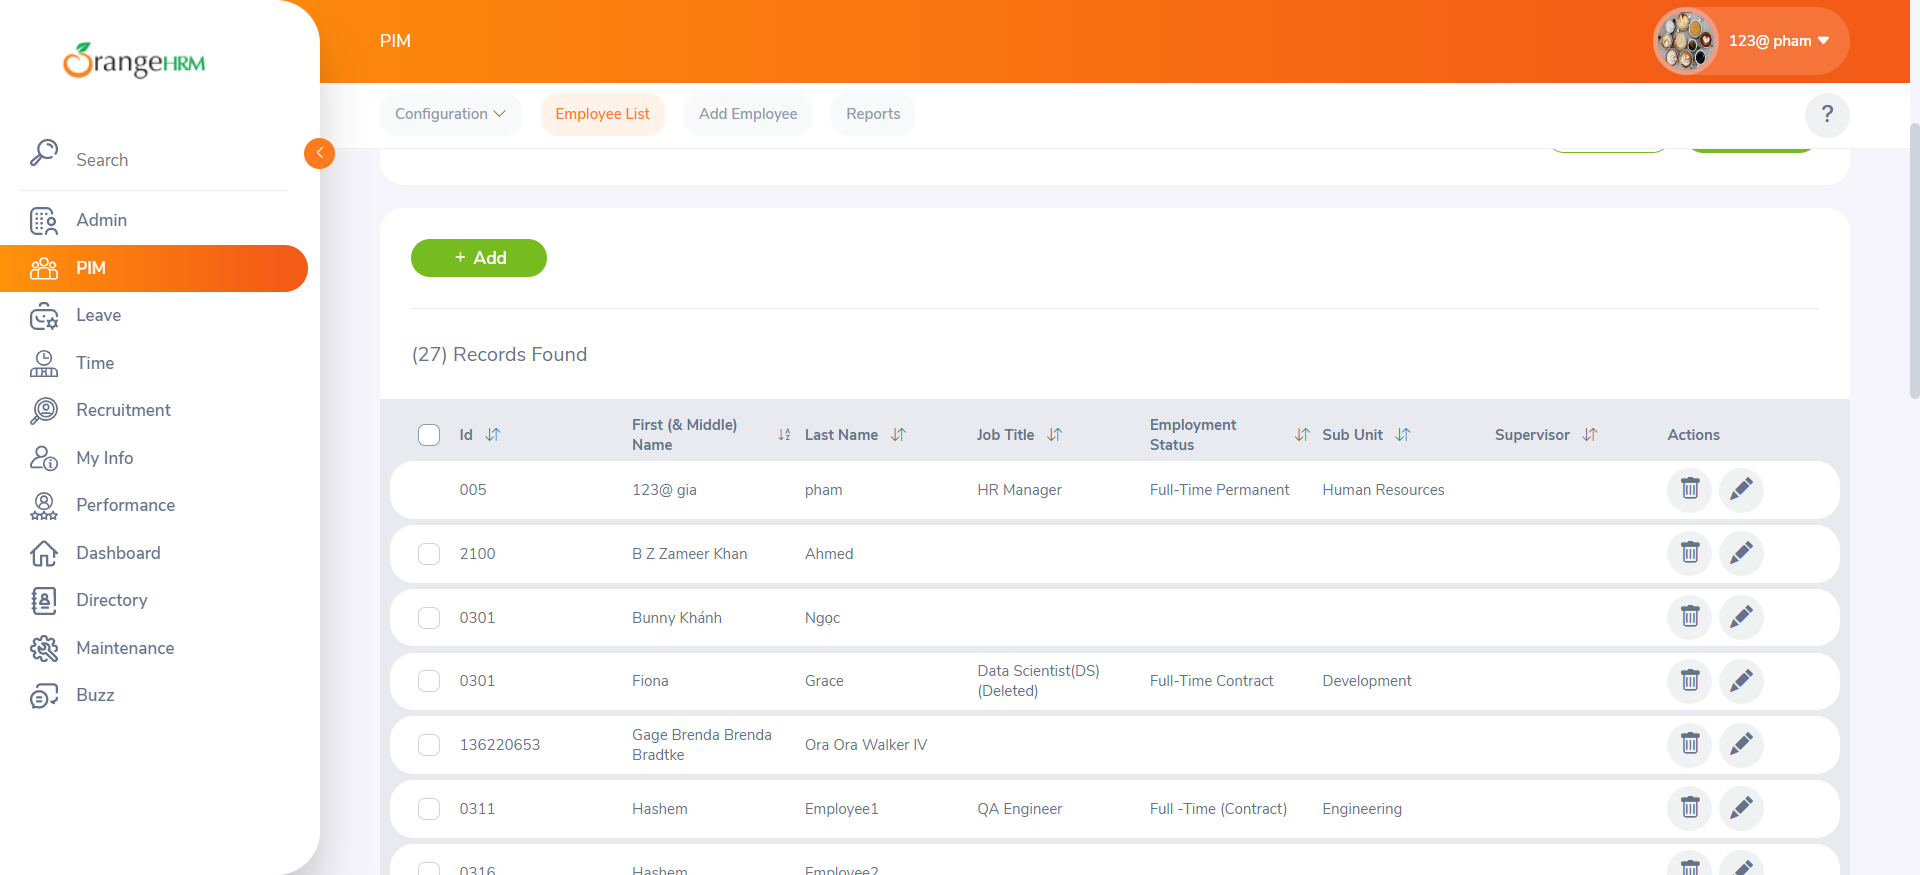 OrangeHRM
PIM
123@ pham
Configuration
Employee List
Add Employee
Reports
?
Search
Admin
PIM
Leave
Time
Recruitment
My Info
Performance
Dashboard
Directory
Maintenance
Buzz
+ Add
(27) Records Found
Id First (& Middle) Name Last Name Job Title Employment Status Sub Unit Supervisor Actions
005 123@ gia pham HR Manager Full-Time Permanent Human Resources
2100 B Z Zameer Khan Ahmed
0301 Bunny Khánh Ngọc
0301 Fiona Grace Data Scientist(DS) (Deleted) Full-Time Contract Development
136220653 Gage Brenda Brenda Bradtke Ora Ora Walker IV
0311 Hashem Employee1 QA Engineer Full -Time (Contract) Engineering
0316 Hashem Employee2